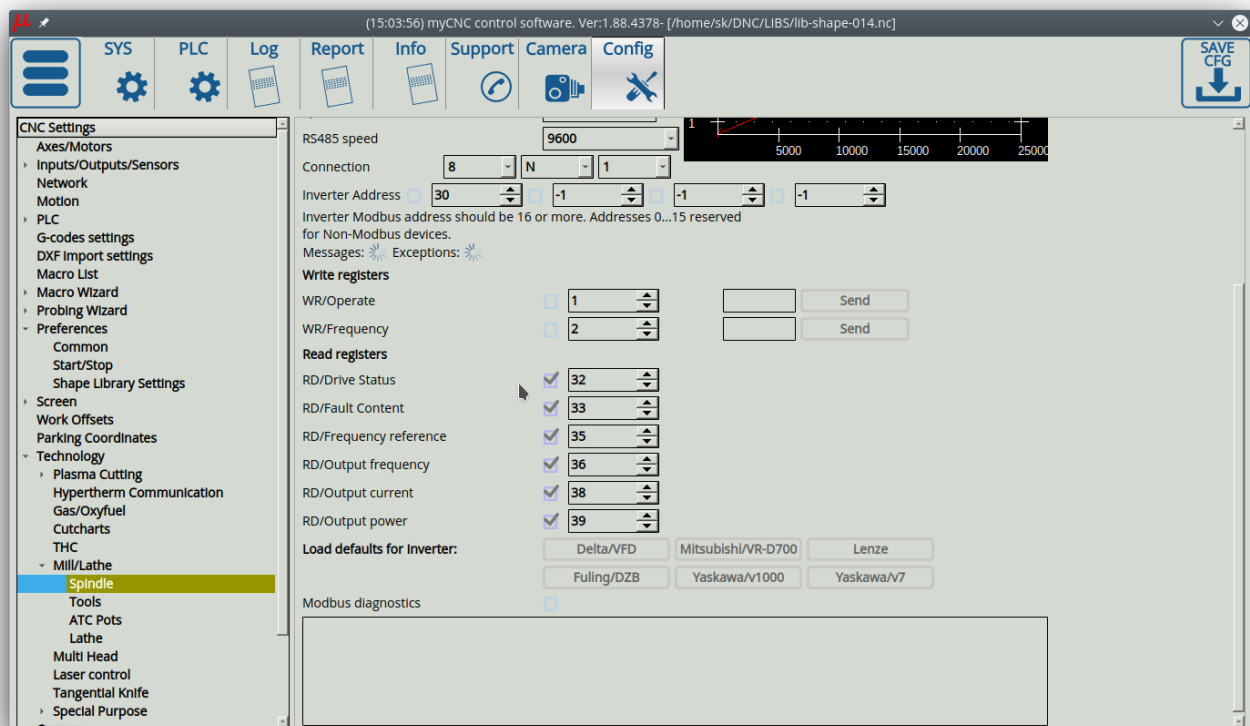 (15:03:56) myCNC control software. Ver:1.88.4378- [/home/sk/DNC/LIBS/lib-shape-014.nc]
SYS
PLC
Log
Report
Info
Support
Camera
Config
SAVE
CFG
CNC Settings
Axes/Motors
Inputs/Outputs/Sensors
Network
Motion
PLC
G-codes settings
DXF import settings
Macro List
Macro Wizard
Probing Wizard
Preferences
Common
Start/Stop
Shape Library Settings
Screen
Work Offsets
Parking Coordinates
Technology
Plasma Cutting
Hypertherm Communication
Gas/Oxyfuel
Cutcharts
THC
Mill/Lathe
Spindle
Tools
ATC Pots
Lathe
Multi Head
Laser control
Tangential Knife
Special Purpose
1
5000 10000 15000 20000 25000
RS485 speed 9600
Connection 8 N 1
Inverter Address 30 -1 -1 -1
Inverter Modbus address should be 16 or more. Addresses 0...15 reserved
for Non-Modbus devices.
Messages: Exceptions:
Write registers
WR/Operate 1 Send
WR/Frequency 2 Send
Read registers
RD/Drive Status 32
RD/Fault Content 33
RD/Frequency reference 35
RD/Output frequency 36
RD/Output current 38
RD/Output power 39
Load defaults for Inverter: Delta/VFD Mitsubishi/VR-D700 Lenze
Fuling/DZB Yaskawa/v1000 Yaskawa/v7
Modbus diagnostics